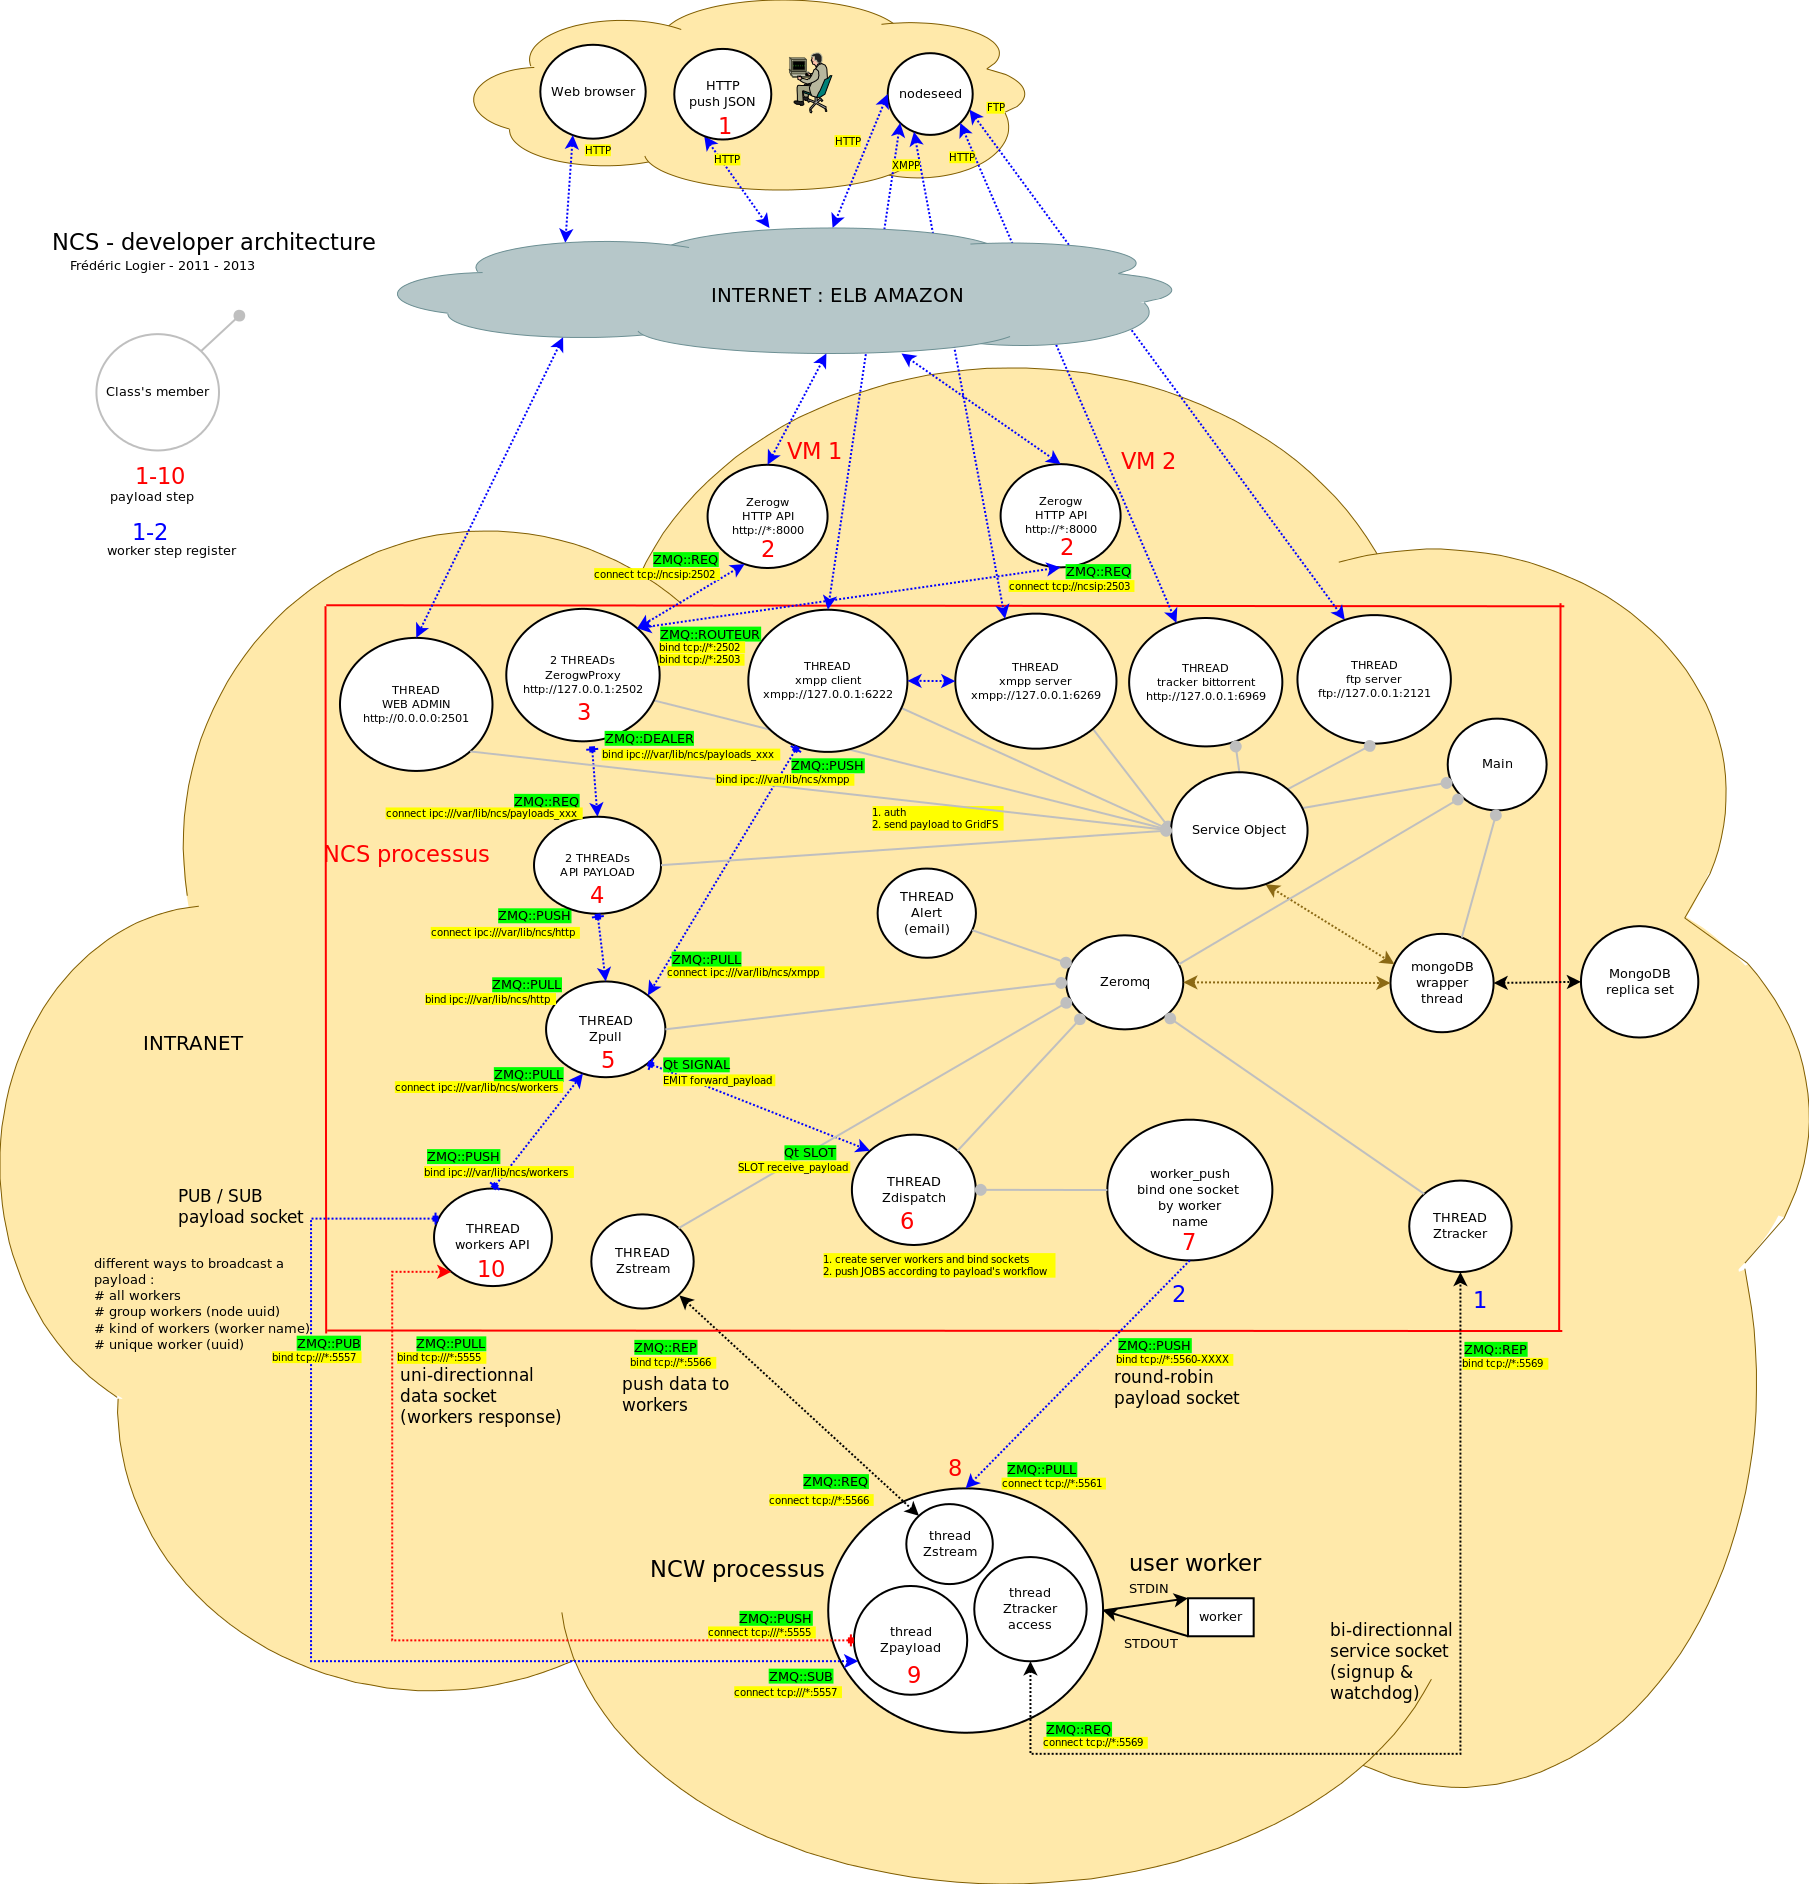 Web browser
HTTP
push JSON
1
nodeseed
FTP
HTTP
HTTP
HTTP
XMPP
HTTP
NCS - developer architecture
Frédéric Logier - 2011 - 2013
INTERNET : ELB AMAZON
Class's member
1-10
payload step
1-2
worker step register
VM 1
VM 2
Zerogw
HTTP API
http://*:8000
2
Zerogw
HTTP API
http://*:8000
2
ZMQ::REQ
connect tcp://ncsip:2502
ZMQ::REQ
connect tcp://ncsip:2503
ZMQ::ROUTEUR
bind tcp://*:2502
bind tcp://*:2503
THREAD
WEB ADMIN
http://0.0.0.0:2501
2 THREADs
ZerogwProxy
http://127.0.0.1:2502
3
THREAD
xmpp client
xmpp://127.0.0.1:6222
THREAD
xmpp server
xmpp://127.0.0.1:6269
THREAD
tracker bittorrent
http://127.0.0.1:6969
THREAD
ftp server
ftp://127.0.0.1:2121
ZMQ::DEALER
bind ipc:///var/lib/ncs/payloads_xxx
ZMQ::PUSH
bind ipc:///var/lib/ncs/xmpp
Main
ZMQ::REQ
connect ipc:///var/lib/ncs/payloads_xxx
1. auth
2. send payload to GridFS
Service Object
NCS processus
2 THREADs
API PAYLOAD
4
THREAD
Alert
(email)
ZMQ::PUSH
connect ipc:///var/lib/ncs/http
ZMQ::PULL
connect ipc:///var/lib/ncs/xmpp
Zeromq
mongoDB
wrapper
thread
MongoDB
replica set
ZMQ::PULL
bind ipc:///var/lib/ncs/http
THREAD
Zpull
5
INTRANET
ZMQ::PULL
connect ipc:///var/lib/ncs/workers
Qt SIGNAL
EMIT forward_payload
ZMQ::PUSH
bind ipc:///var/lib/ncs/workers
Qt SLOT
SLOT receive_payload
THREAD
Zdispatch
6
worker_push
bind one socket
by worker
name
7
THREAD
Ztracker
PUB / SUB
payload socket
THREAD
workers API
10
THREAD
Zstream
1. create server workers and bind sockets
2. push JOBS according to payload's workflow
2
1
different ways to broadcast a
payload :
# all workers
# group workers (node uuid)
# kind of workers (worker name)
# unique worker (uuid)
ZMQ::PUB
bind tcp:///*:5557
ZMQ::PULL
bind tcp:///*:5555
uni-directionnal
data socket
(workers response)
ZMQ::REP
bind tcp://*:5566
push data to
workers
ZMQ::PUSH
bind tcp://*:5560-XXXX
round-robin
payload socket
ZMQ::REP
bind tcp://*:5569
8
ZMQ::PULL
connect tcp://*:5561
ZMQ::REQ
connect tcp://*:5566
thread
Zstream
NCW processus
thread
Ztracker
access
user worker
STDIN
worker
STDOUT
ZMQ::PUSH
connect tcp:///*:5555
thread
Zpayload
9
ZMQ::SUB
connect tcp:///*:5557
bi-directionnal
service socket
(signup &
watchdog)
ZMQ::REQ
connect tcp://*:5569